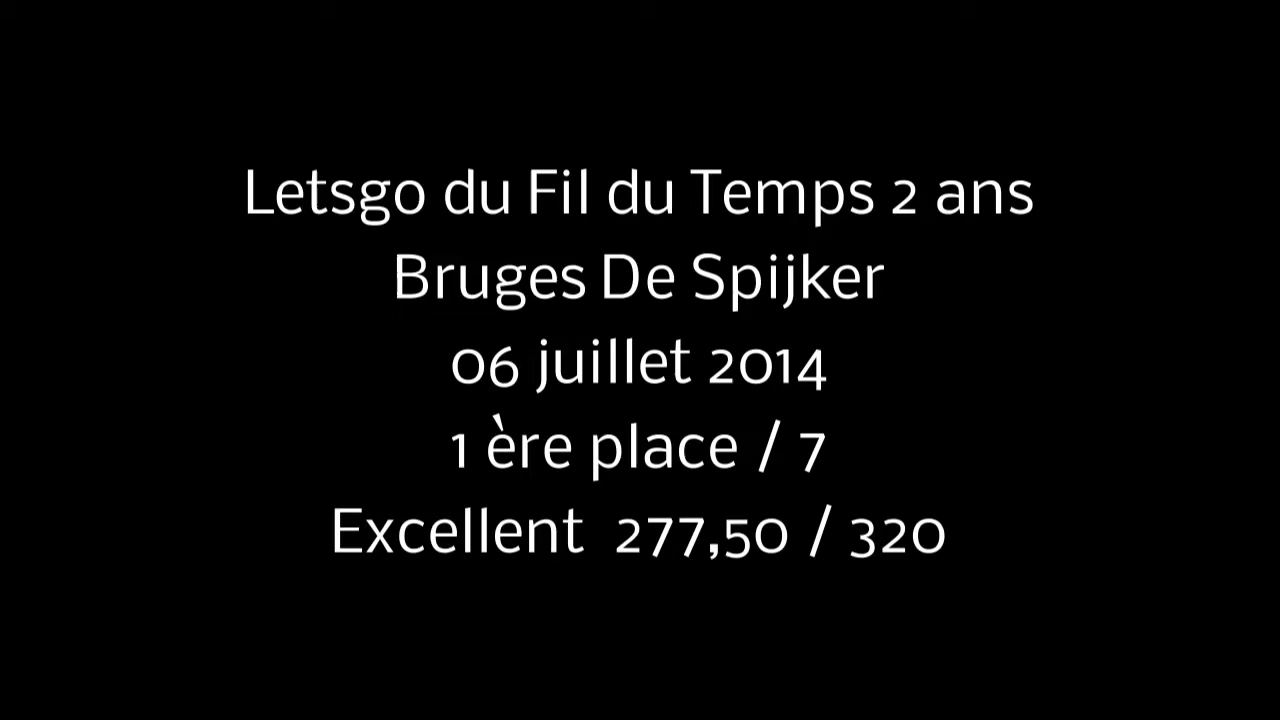 Letsgo du Fil du Temps 2 ans
Bruges De Spijker
06 juillet 2014
1 ère place / 7
Excellent  277,50 / 320